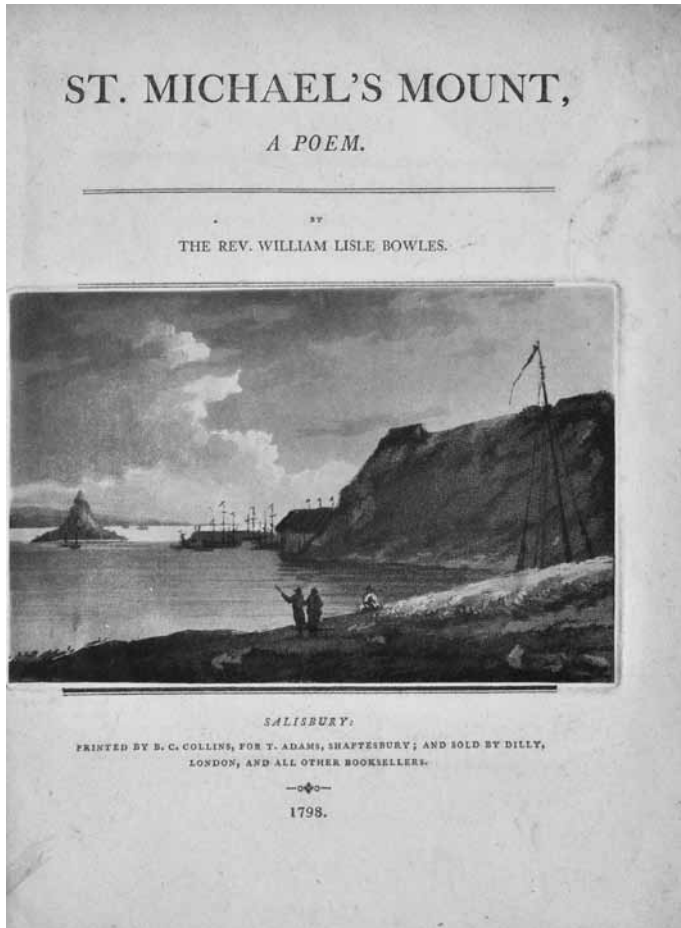 ST. MICHAEL'S MOUNT,
A POEM.
BY
THE REV. WILLIAM LISLE BOWLES.
SALISBURY:
PRINTED BY B. C. COLLINS, FOR T. ADAMS, SHAFTESBURY; AND SOLD BY DILLY,
LONDON, AND ALL OTHER BOOKSELLERS.
1798.